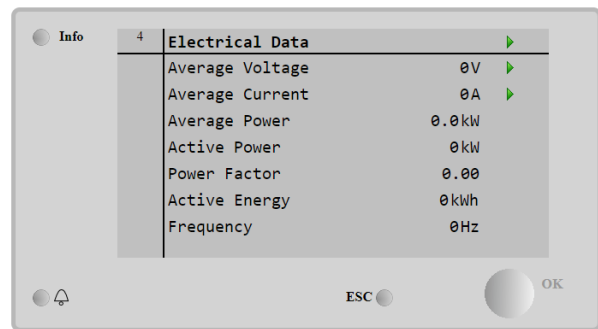 Info
4 Electrical Data
Average Voltage 0V
Average Current 0A
Average Power 0.0kW
Active Power 0kW
Power Factor 0.00
Active Energy 0kWh
Frequency 0Hz
ESC
OK